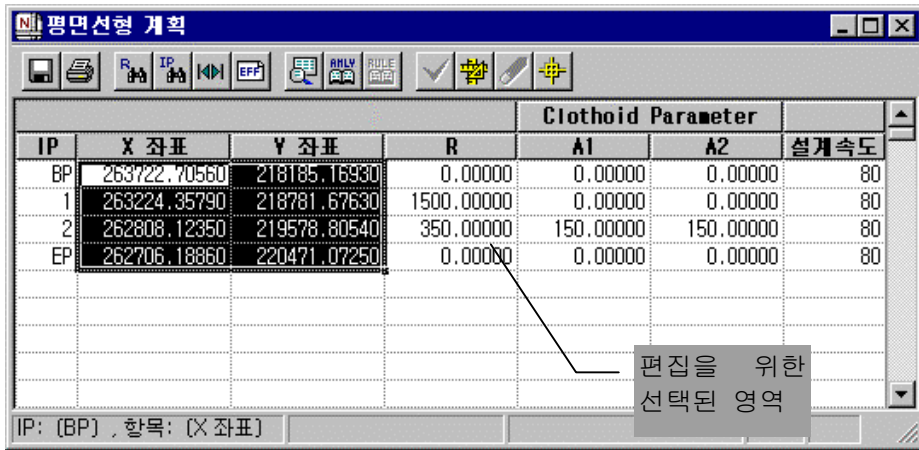 평면선형 계획
R IP EFF ANLY RULE
Clothoid Parameter
IP X 좌표 Y 좌표 R A1 A2 설계속도
BP 263722.70560 218185.16930 0.00000 0.00000 0.00000 80
1 263224.35790 218781.67630 1500.00000 0.00000 0.00000 80
2 262808.12350 219578.80540 350.00000 150.00000 150.00000 80
EP 262706.18860 220471.07250 0.00000 0.00000 0.00000 80
편집을 위한
선택된 영역
IP: (BP) , 항목: (X 좌표)